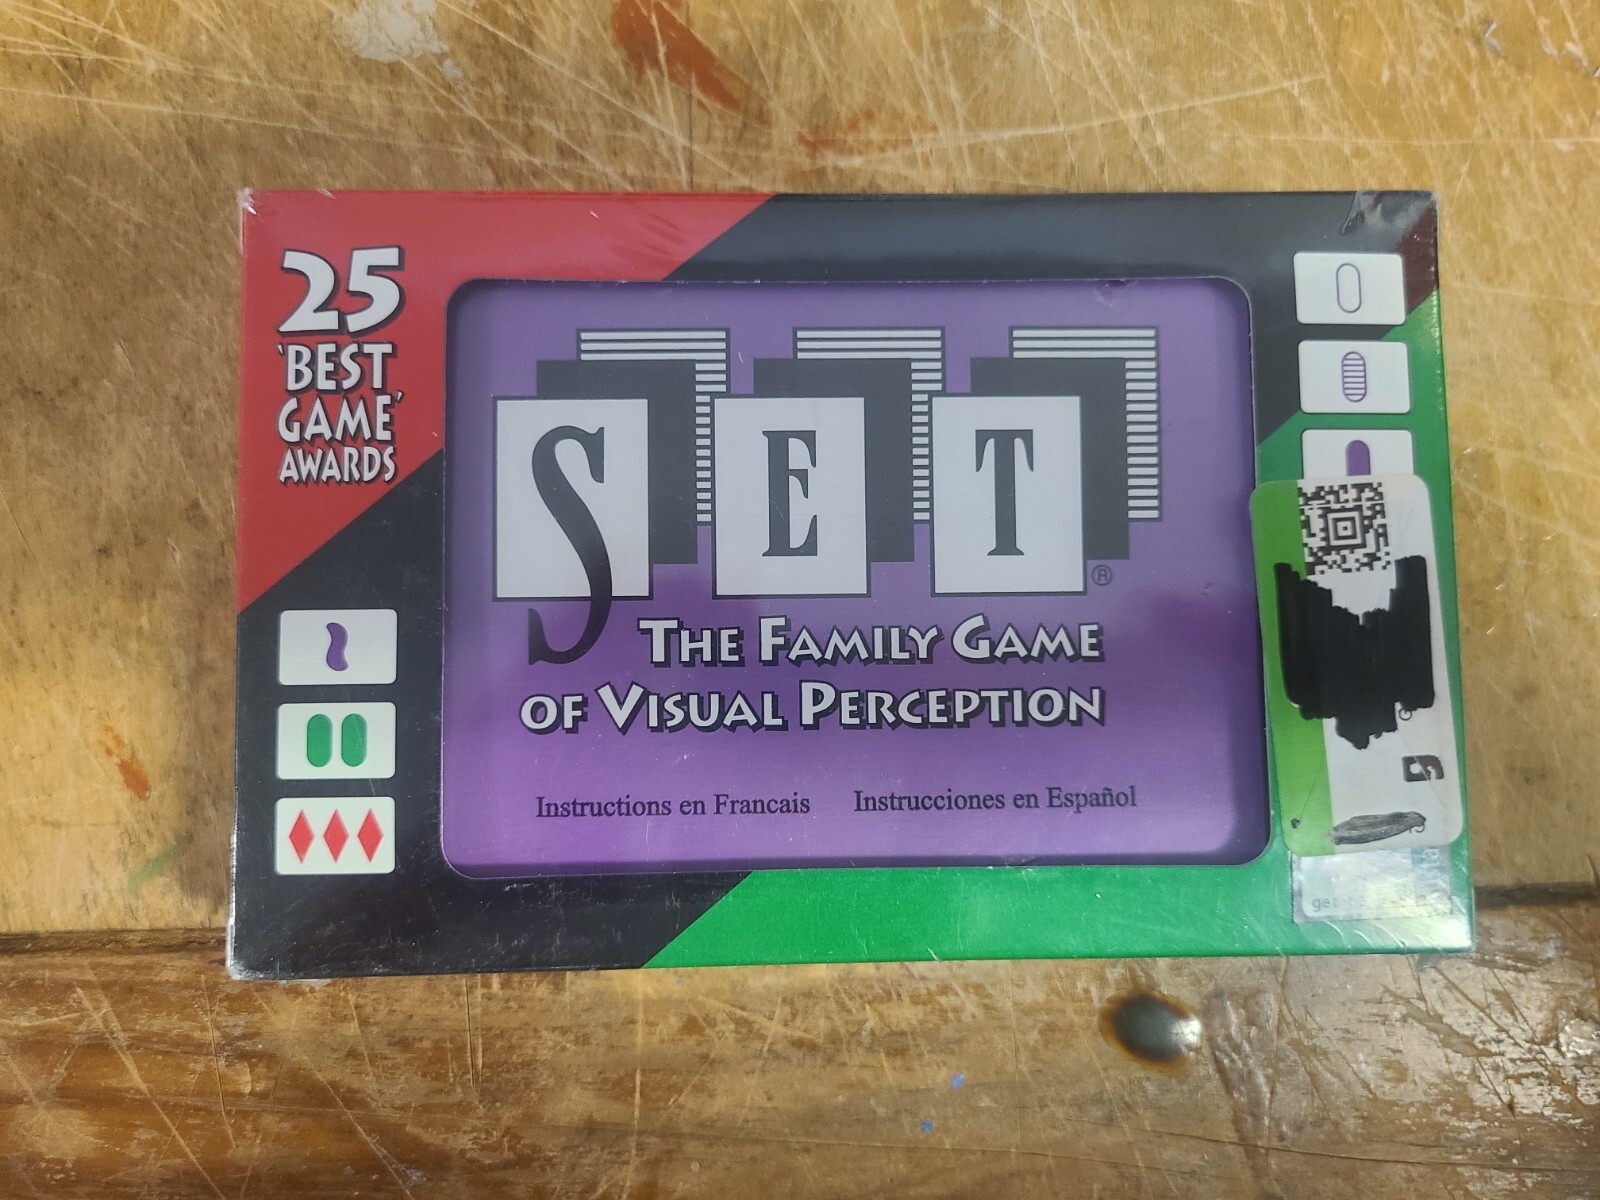 25
'BEST
GAME'
AWARDS
SET®
THE FAMILY GAME
OF VISUAL PERCEPTION
Instructions en Francais
Instrucciones en Español